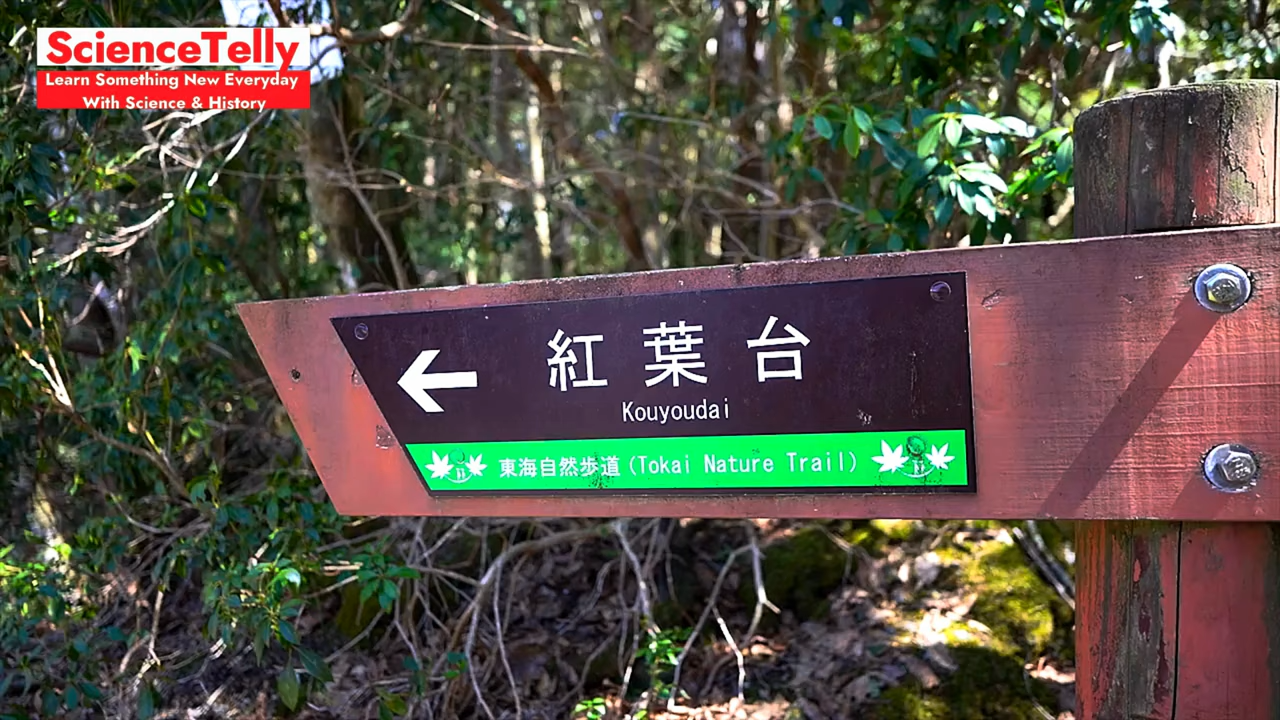 ScienceTelly
Learn Something New Everyday
With Science & History
紅葉台
Kouyoudai
東海自然歩道 (Tokai Nature Trail)